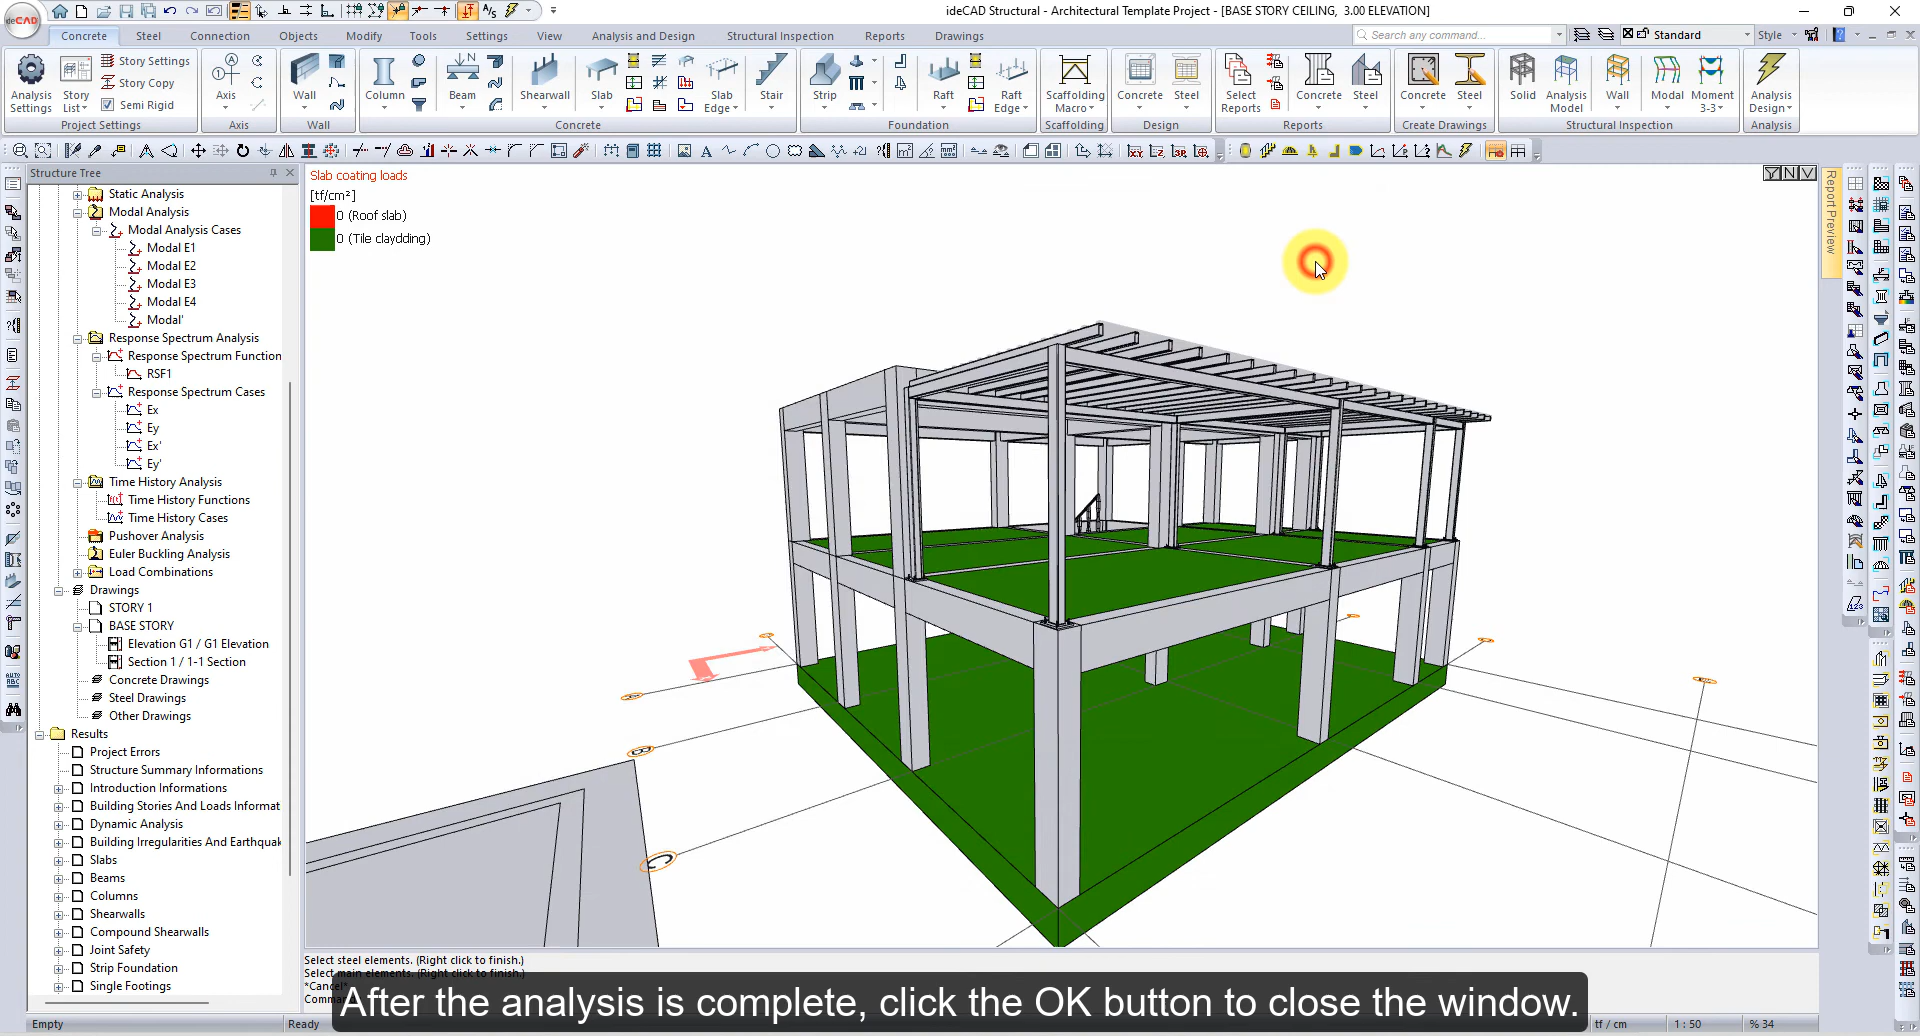 ideCAD Structural - Architectural Template Project - [BASE STORY CEILING, 3.00 ELEVATION]
ideCAD
Concrete Steel Connection Objects Modify Tools Settings View Analysis and Design Structural Inspection Reports Drawings
Search any command...
Standard
Style
Analysis Settings
Story List
Story Settings
Story Copy
Semi Rigid
Axis
Wall
Column
Beam
Shearwall
Slab
Slab Edge
Stair
Strip
Raft
Raft Edge
Scaffolding Macro
Concrete
Steel
Select Reports
Concrete
Steel
Concrete
Steel
Solid
Analysis Model
Wall
Modal
Moment 3-3
Analysis Design
Project Settings
Axis
Wall
Concrete
Foundation
Scaffolding
Design
Reports
Create Drawings
Structural Inspection
Analysis
Structure Tree
Static Analysis
Modal Analysis
Modal Analysis Cases
Modal E1
Modal E2
Modal E3
Modal E4
Modal'
Response Spectrum Analysis
Response Spectrum Function
RSF1
Response Spectrum Cases
Ex
Ey
Ex'
Ey'
Time History Analysis
Time History Functions
Time History Cases
Pushover Analysis
Euler Buckling Analysis
Load Combinations
Drawings
STORY 1
BASE STORY
Elevation G1 / G1 Elevation
Section 1 / 1-1 Section
Concrete Drawings
Steel Drawings
Other Drawings
Results
Project Errors
Structure Summary Informations
Introduction Informations
Building Stories And Loads Informat
Dynamic Analysis
Building Irregularities And Earthquak
Slabs
Beams
Columns
Shearwalls
Compound Shearwalls
Joint Safety
Strip Foundation
Single Footings
Slab coating loads
[tf/cm²]
0 (Roof slab)
0 (Tile claydding)
Report Preview
B
C
Select steel elements. (Right click to finish.)
Select main elements. (Right click to finish.)
*Cancel*
After the analysis is complete, click the OK button to close the window.
Empty
Ready
tf / cm
1 : 50
% 34